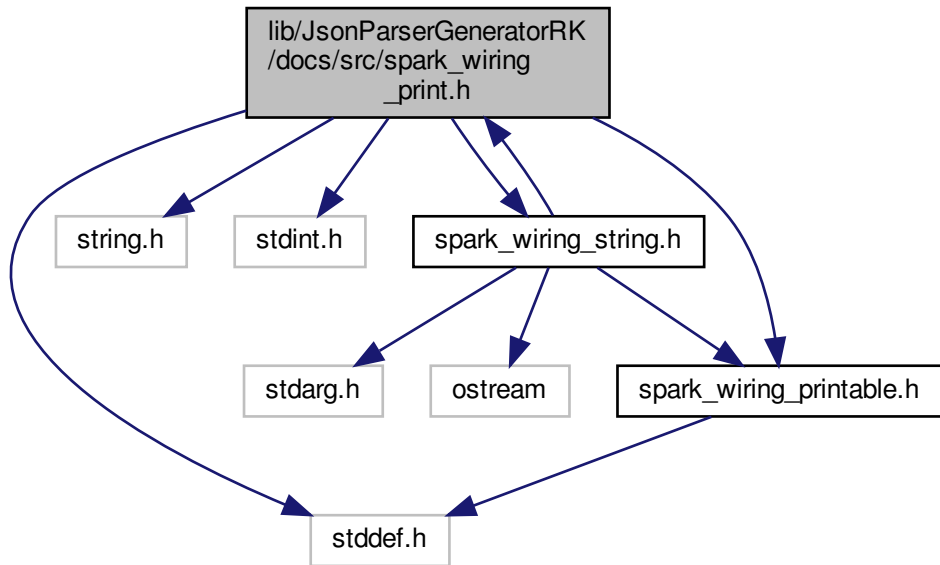 lib/JsonParserGeneratorRK
/docs/src/spark_wiring
_print.h
string.h
stdint.h
spark_wiring_string.h
stdarg.h
ostream
spark_wiring_printable.h
stddef.h